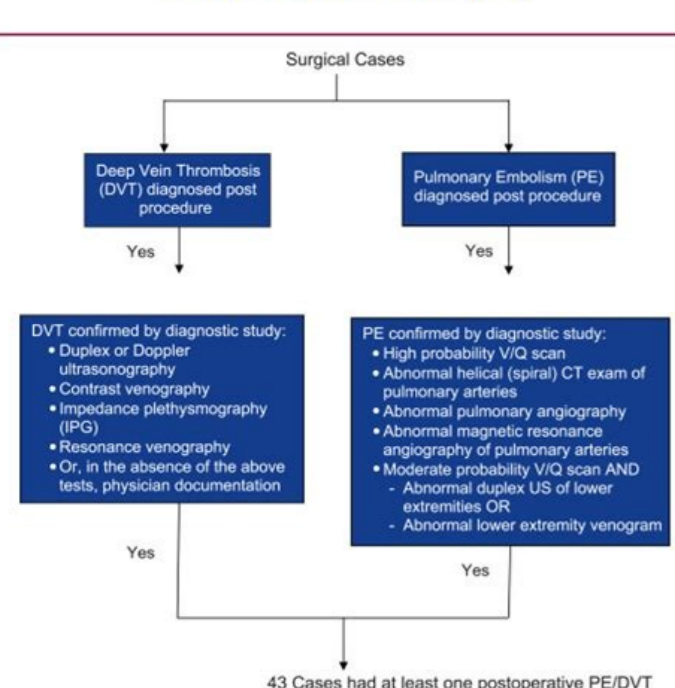 Surgical Cases
Deep Vein Thrombosis
(DVT) diagnosed post
procedure
Pulmonary Embolism (PE)
diagnosed post procedure
Yes
Yes
DVT confirmed by diagnostic study:
• Duplex or Doppler
ultrasonography
• Contrast venography
• Impedance plethysmography
(IPG)
• Resonance venography
• Or, in the absence of the above
tests, physician documentation
PE confirmed by diagnostic study:
• High probability V/Q scan
• Abnormal helical (spiral) CT exam of
pulmonary arteries
• Abnormal pulmonary angiography
• Abnormal magnetic resonance
angiography of pulmonary arteries
• Moderate probability V/Q scan AND
- Abnormal duplex US of lower
extremities OR
- Abnormal lower extremity venogram
Yes
Yes
43 Cases had at least one postoperative PE/DVT